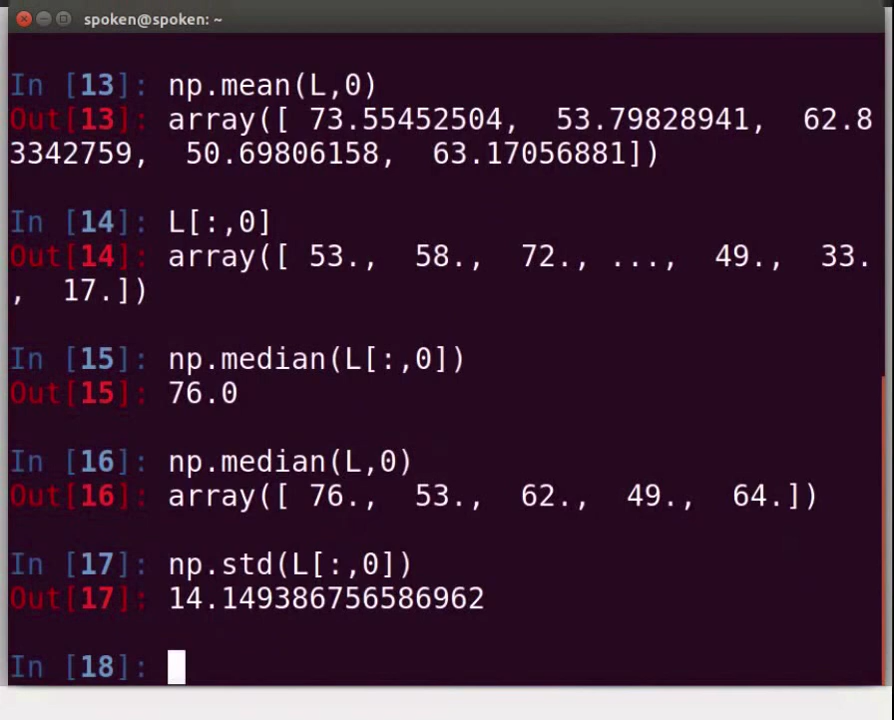 spoken@spoken: ~
In [13]: np.mean(L,0)
Out[13]: array([ 73.55452504,  53.79828941,  62.8
3342759,  50.69806158,  63.17056881])
In [14]: L[:,0]
Out[14]: array([ 53.,  58.,  72., ...,  49.,  33.
,  17.])
In [15]: np.median(L[:,0])
Out[15]: 76.0
In [16]: np.median(L,0)
Out[16]: array([ 76.,  53.,  62.,  49.,  64.])
In [17]: np.std(L[:,0])
Out[17]: 14.149386756586962
In [18]: